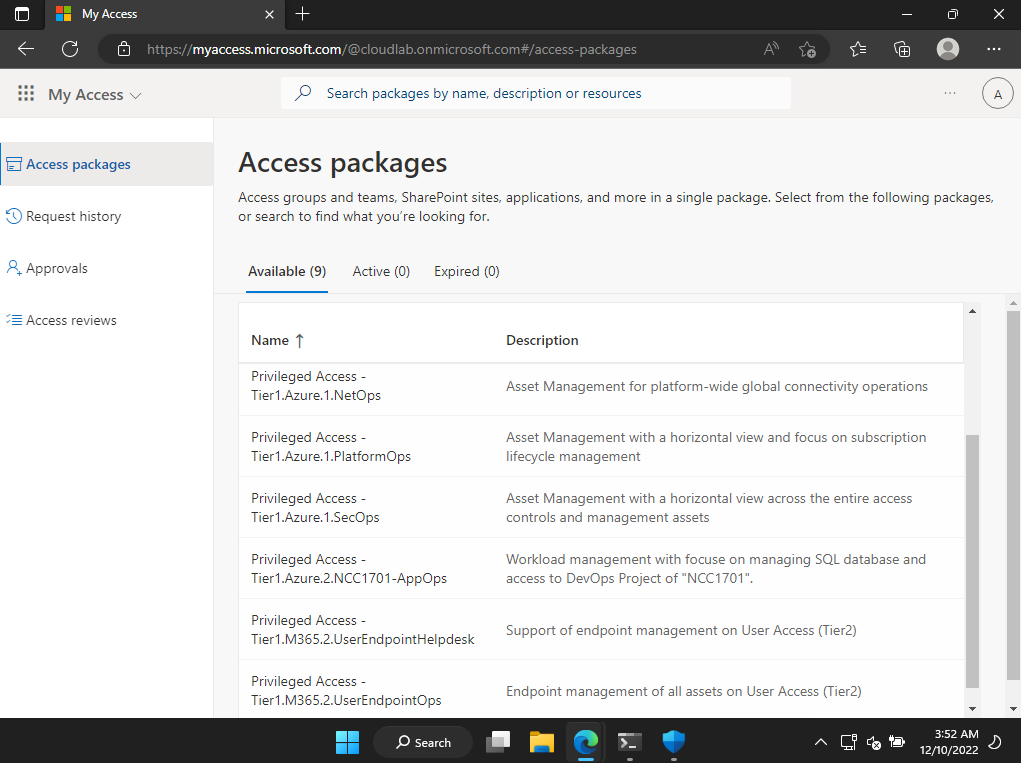 My Access
https://myaccess.microsoft.com/@cloudlab.onmicrosoft.com#/access-packages
My Access
Search packages by name, description or resources
A
Access packages
Request history
Approvals
Access reviews
Access packages
Access groups and teams, SharePoint sites, applications, and more in a single package. Select from the following packages,
or search to find what you're looking for.
Available (9) Active (0) Expired (0)
Name ↑ Description
Privileged Access -
Tier1.Azure.1.NetOps
Asset Management for platform-wide global connectivity operations
Privileged Access -
Tier1.Azure.1.PlatformOps
Asset Management with a horizontal view and focus on subscription
lifecycle management
Privileged Access -
Tier1.Azure.1.SecOps
Asset Management with a horizontal view across the entire access
controls and management assets
Privileged Access -
Tier1.Azure.2.NCC1701-AppOps
Workload management with focuse on managing SQL database and
access to DevOps Project of "NCC1701".
Privileged Access -
Tier1.M365.2.UserEndpointHelpdesk
Support of endpoint management on User Access (Tier2)
Privileged Access -
Tier1.M365.2.UserEndpointOps
Endpoint management of all assets on User Access (Tier2)
Search
3:52 AM
12/10/2022